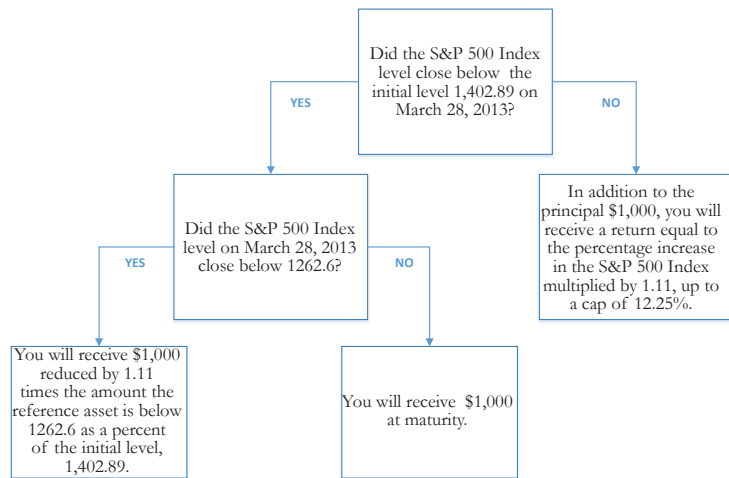 Did the S&P 500 Index
level close below the
initial level 1,402.89 on
March 28, 2013?
YES
NO
Did the S&P 500 Index
level on March 28, 2013
close below 1262.6?
In addition to the
principal $1,000, you will
receive a return equal to
the percentage increase
in the S&P 500 Index
multiplied by 1.11, up to
a cap of 12.25%.
YES
NO
You will receive $1,000
reduced by 1.11
times the amount the
reference asset is below
1262.6 as a percent
of the initial level,
1,402.89.
You will receive $1,000
at maturity.